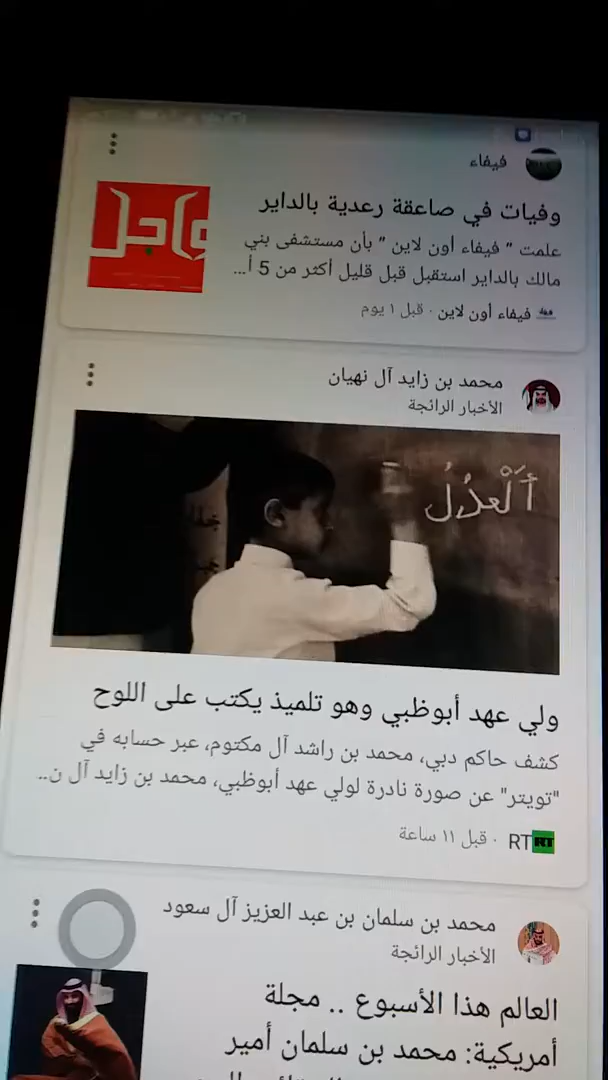 فيفاء
وفيات في صاعقة رعدية بالداير
علمت " فيفاء أون لاين " بأن مستشفى بني
مالك بالداير استقبل قبل قليل أكثر من 5 أ...
فيفاء أون لاين · قبل ١ يوم
محمد بن زايد آل نهيان
الأخبار الرائجة
أَلْعدْلُ
ولي عهد أبوظبي وهو تلميذ يكتب على اللوح
كشف حاكم دبي، محمد بن راشد آل مكتوم، عبر حسابه في
"تويتر" عن صورة نادرة لولي عهد أبوظبي، محمد بن زايد آل ن..
RT RT · قبل ١١ ساعة
محمد بن سلمان بن عبد العزيز آل سعود
الأخبار الرائجة
العالم هذا الأسبوع .. مجلة
أمريكية: محمد بن سلمان أمير